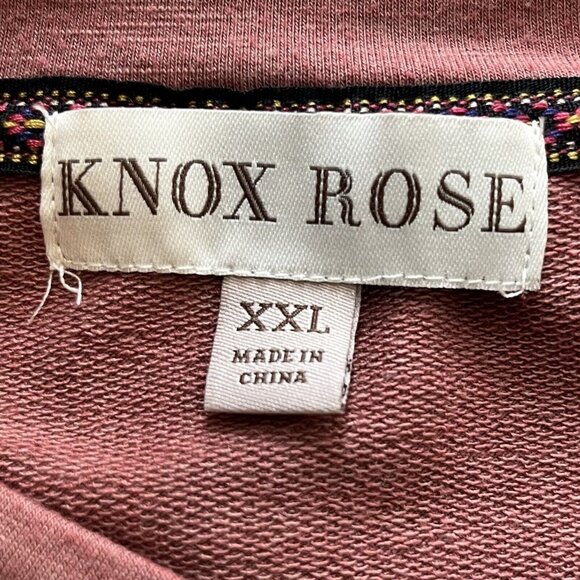 KNOX ROSE
XXL
MADE IN
CHINA